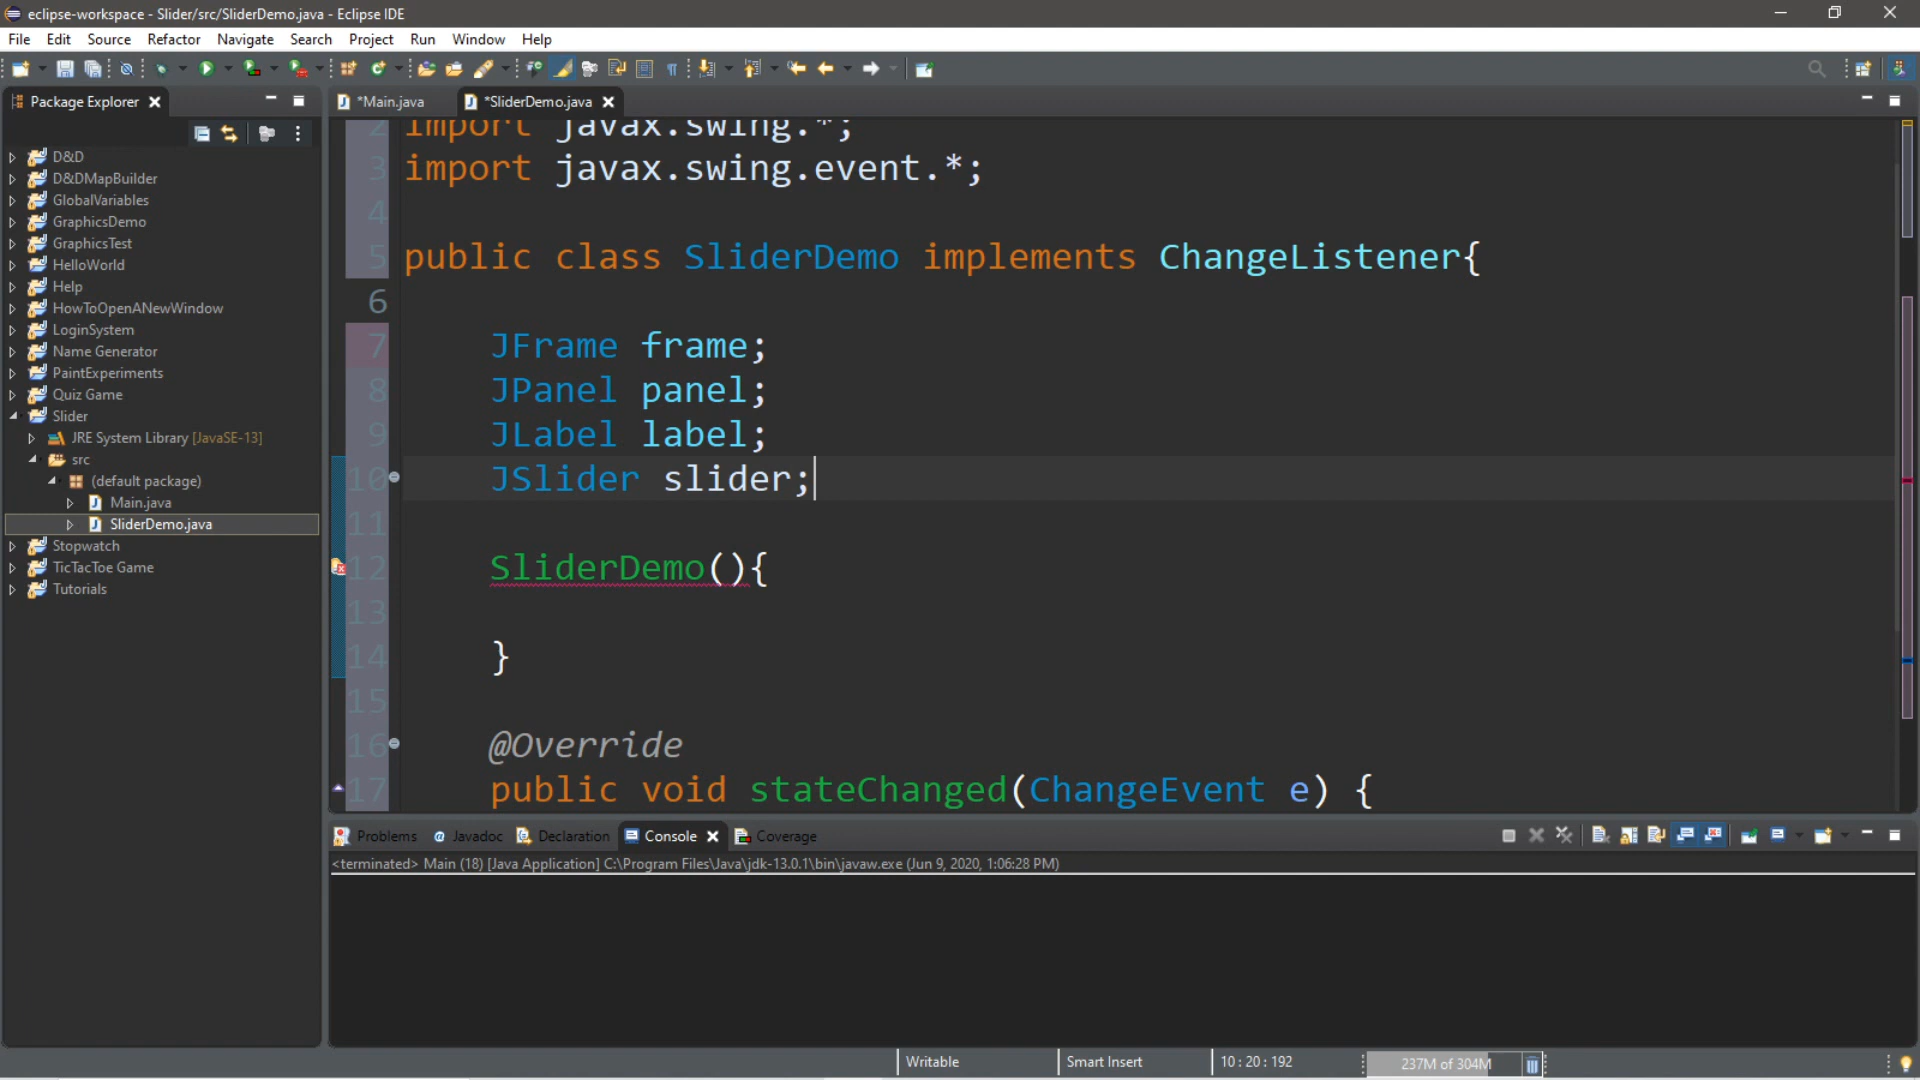 eclipse-workspace - Slider/src/SliderDemo.java - Eclipse IDE
File Edit Source Refactor Navigate Search Project Run Window Help
Package Explorer
*Main.java *SliderDemo.java
D&D
D&DMapBuilder
GlobalVariables
GraphicsDemo
GraphicsTest
HelloWorld
Help
HowToOpenANewWindow
LoginSystem
Name Generator
PaintExperiments
Quiz Game
Slider
JRE System Library [JavaSE-13]
src
(default package)
Main.java
SliderDemo.java
Stopwatch
TicTacToe Game
Tutorials
2 import javax.swing.*;
3 import javax.swing.event.*;
4
5 public class SliderDemo implements ChangeListener{
6
7 JFrame frame;
8 JPanel panel;
9 JLabel label;
10 JSlider slider;
11
12 SliderDemo(){
13
14 }
15
16 @Override
17 public void stateChanged(ChangeEvent e) {
Problems Javadoc Declaration Console Coverage
<terminated> Main (18) [Java Application] C:\Program Files\Java\jdk-13.0.1\bin\javaw.exe (Jun 9, 2020, 1:06:28 PM)
Writable Smart Insert 10 : 20 : 192 237M of 304M